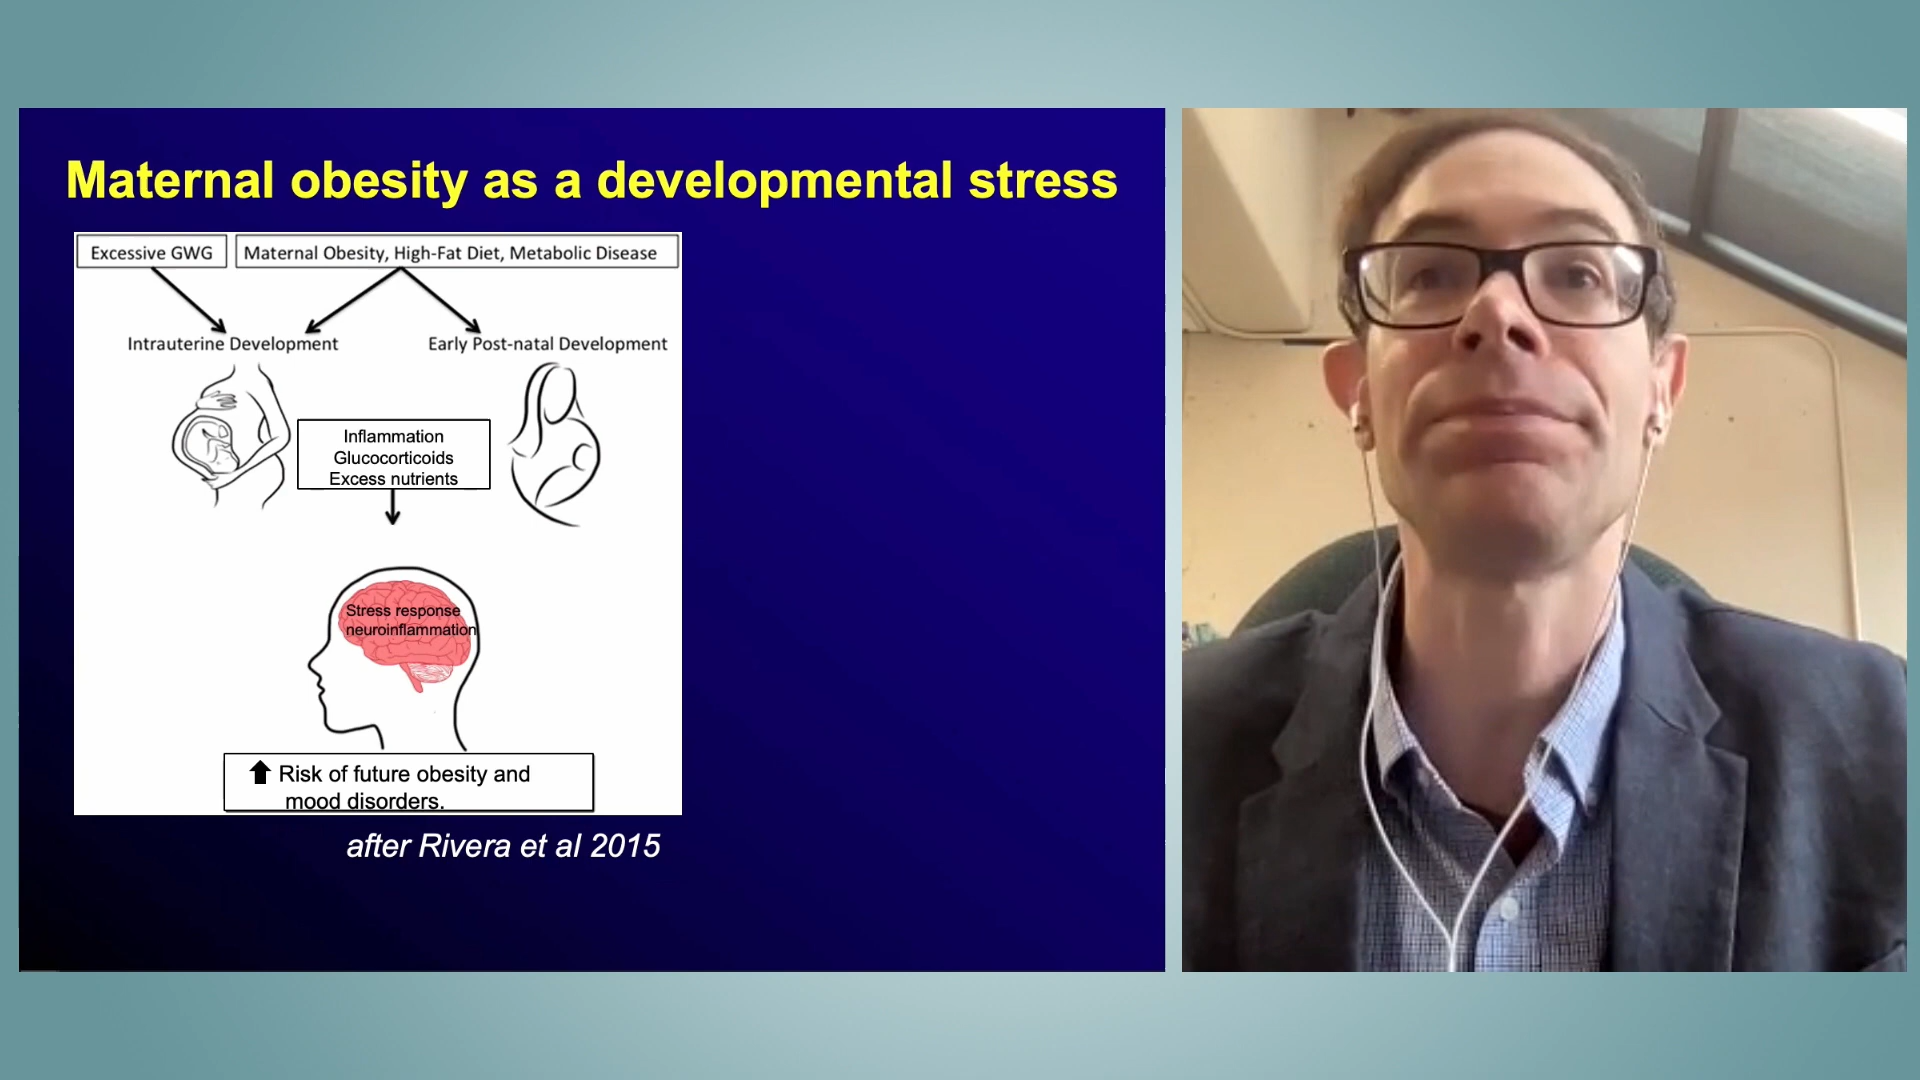 Maternal obesity as a developmental stress
Excessive GWG
Maternal Obesity, High-Fat Diet, Metabolic Disease
Intrauterine Development
Early Post-natal Development
Inflammation
Glucocorticoids
Excess nutrients
Stress response
neuroinflammation
Risk of future obesity and
mood disorders.
after Rivera et al 2015